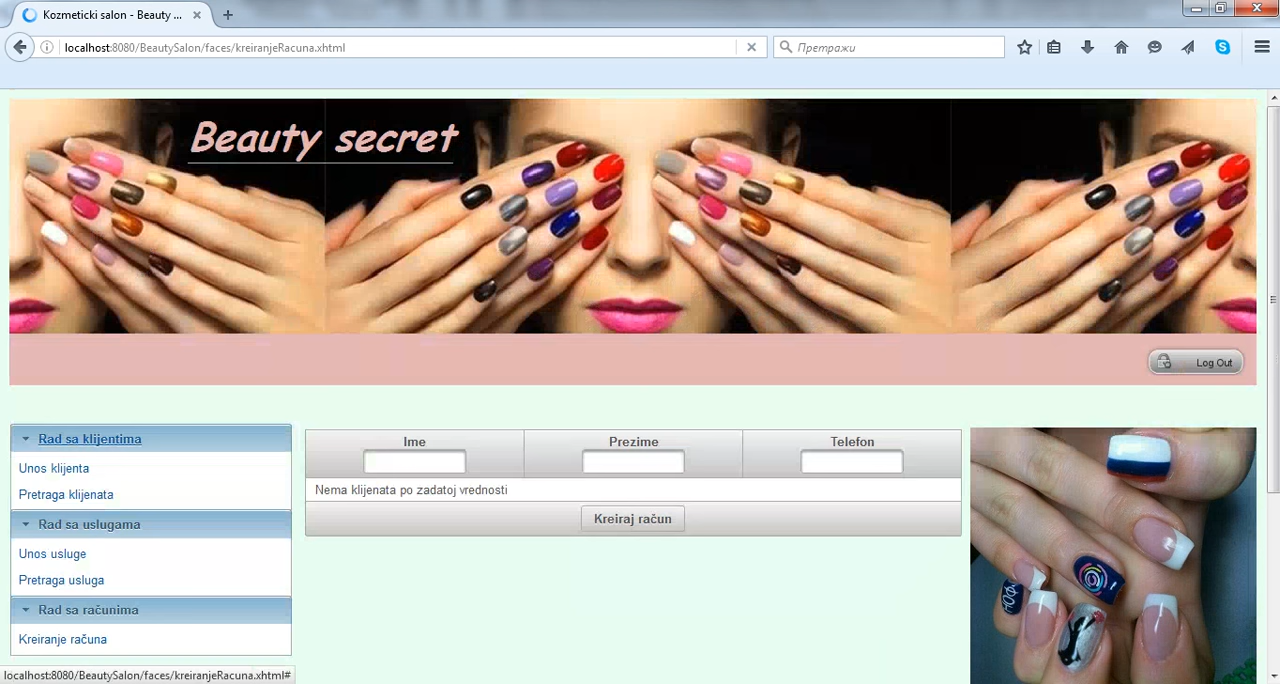 Kozmeticki salon - Beauty ...
localhost:8080/BeautySalon/faces/kreiranjeRacuna.xhtml
Претражи
Beauty secret
Log Out
Rad sa klijentima
Unos klijenta
Pretraga klijenata
Rad sa uslugama
Unos usluge
Pretraga usluga
Rad sa računima
Kreiranje računa
Ime Prezime Telefon
Nema klijenata po zadatoj vrednosti
Kreiraj račun
localhost:8080/BeautySalon/faces/kreiranjeRacuna.xhtml#